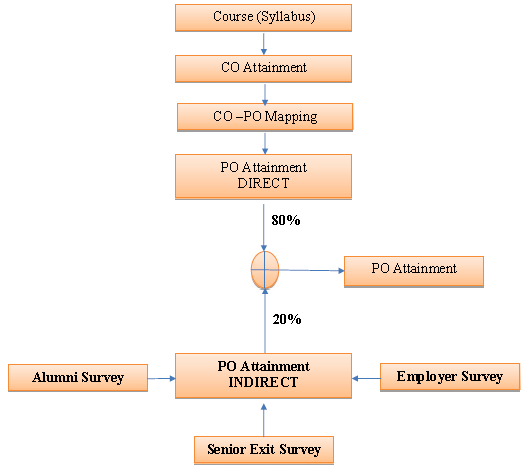 Course (Syllabus)
CO Attainment
CO –PO Mapping
PO Attainment
DIRECT
80%
PO Attainment
20%
PO Attainment
INDIRECT
Alumni Survey
Employer Survey
Senior Exit Survey